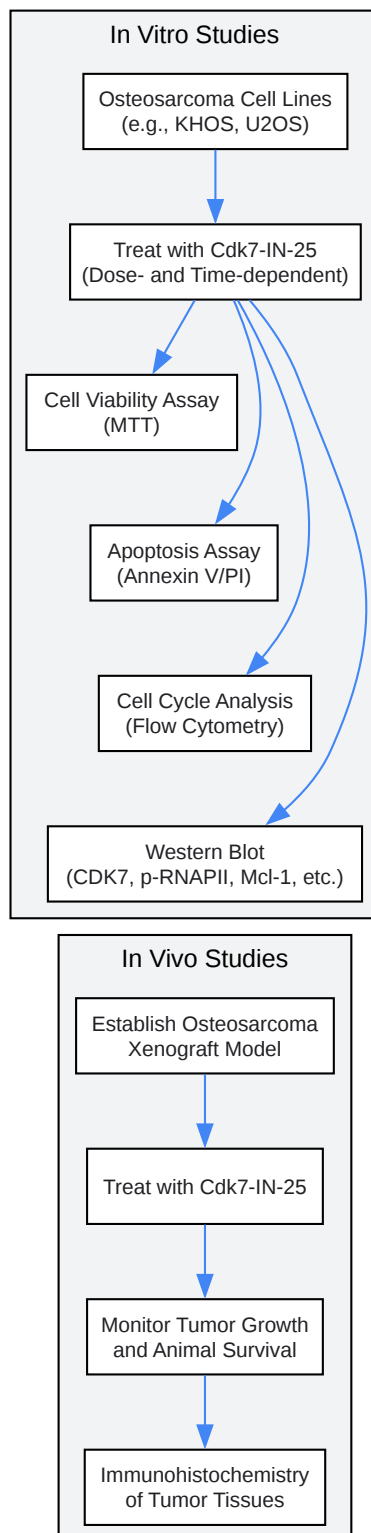 In Vitro Studies
Osteosarcoma Cell Lines
(e.g., KHOS, U2OS)
Treat with Cdk7-IN-25
(Dose- and Time-dependent)
Cell Viability Assay
(MTT)
Apoptosis Assay
(Annexin V/PI)
Cell Cycle Analysis
(Flow Cytometry)
Western Blot
(CDK7, p-RNAPII, Mcl-1, etc.)
In Vivo Studies
Establish Osteosarcoma
Xenograft Model
Treat with Cdk7-IN-25
Monitor Tumor Growth
and Animal Survival
Immunohistochemistry
of Tumor Tissues